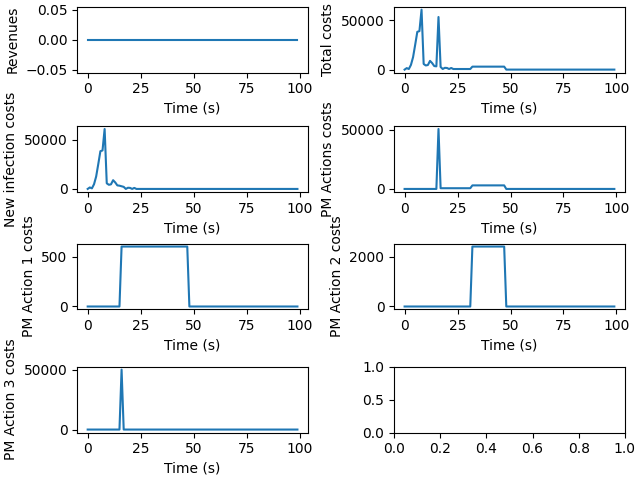 Revenues
0.05
0.00
−0.05
0 25 50 75 100
Time (s)
Total costs
50000
0
0 25 50 75 100
Time (s)
New infection costs
50000
0
0 25 50 75 100
Time (s)
PM Actions costs
50000
0
0 25 50 75 100
Time (s)
PM Action 1 costs
500
0
0 25 50 75 100
Time (s)
PM Action 2 costs
2000
0
0 25 50 75 100
Time (s)
PM Action 3 costs
50000
0
0 25 50 75 100
Time (s)
1.0
0.5
0.0
0.0 0.2 0.4 0.6 0.8 1.0